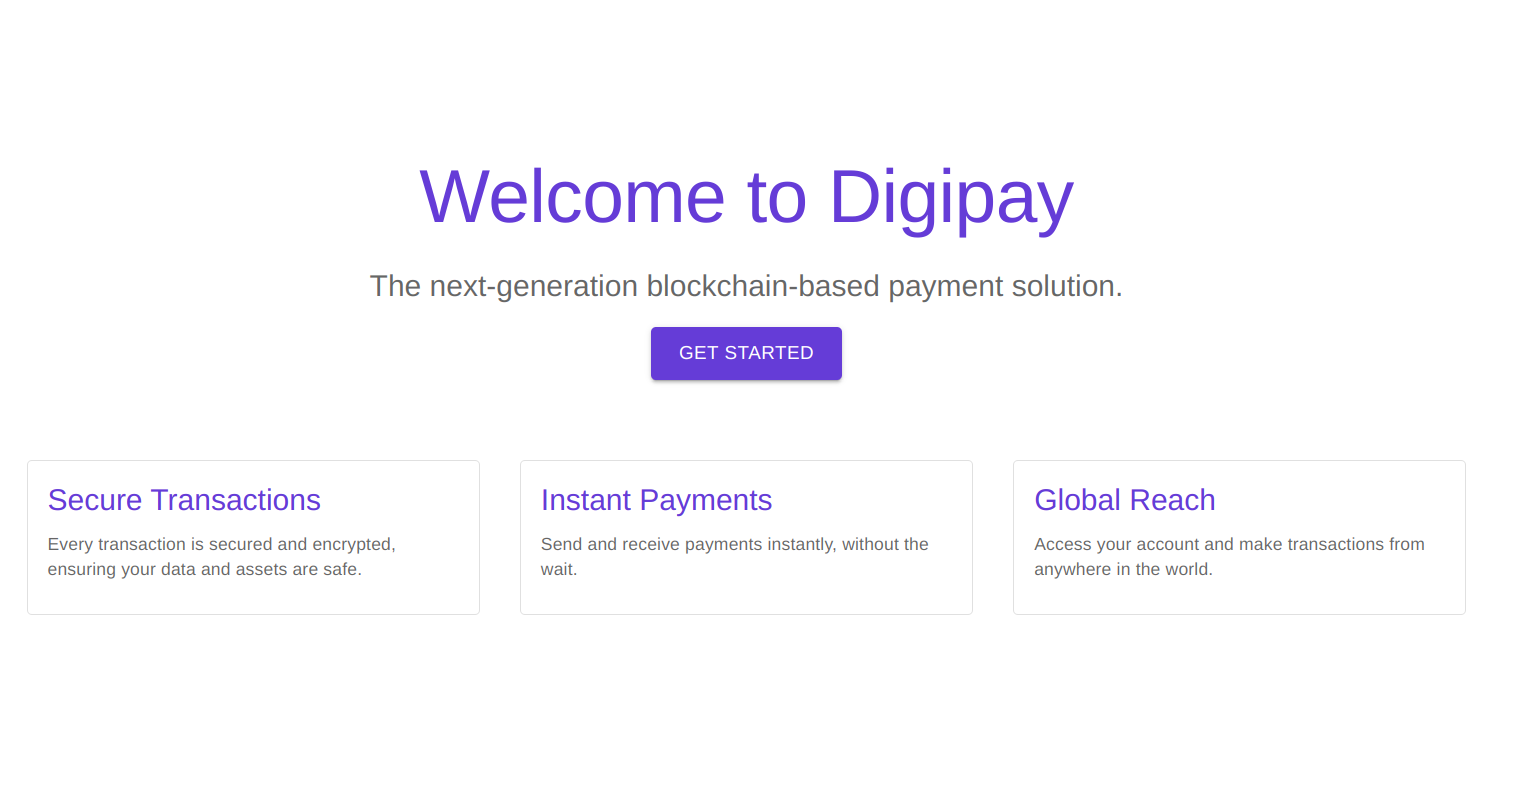 Welcome to Digipay
The next-generation blockchain-based payment solution.
GET STARTED
Secure Transactions
Every transaction is secured and encrypted,
ensuring your data and assets are safe.
Instant Payments
Send and receive payments instantly, without the
wait.
Global Reach
Access your account and make transactions from
anywhere in the world.